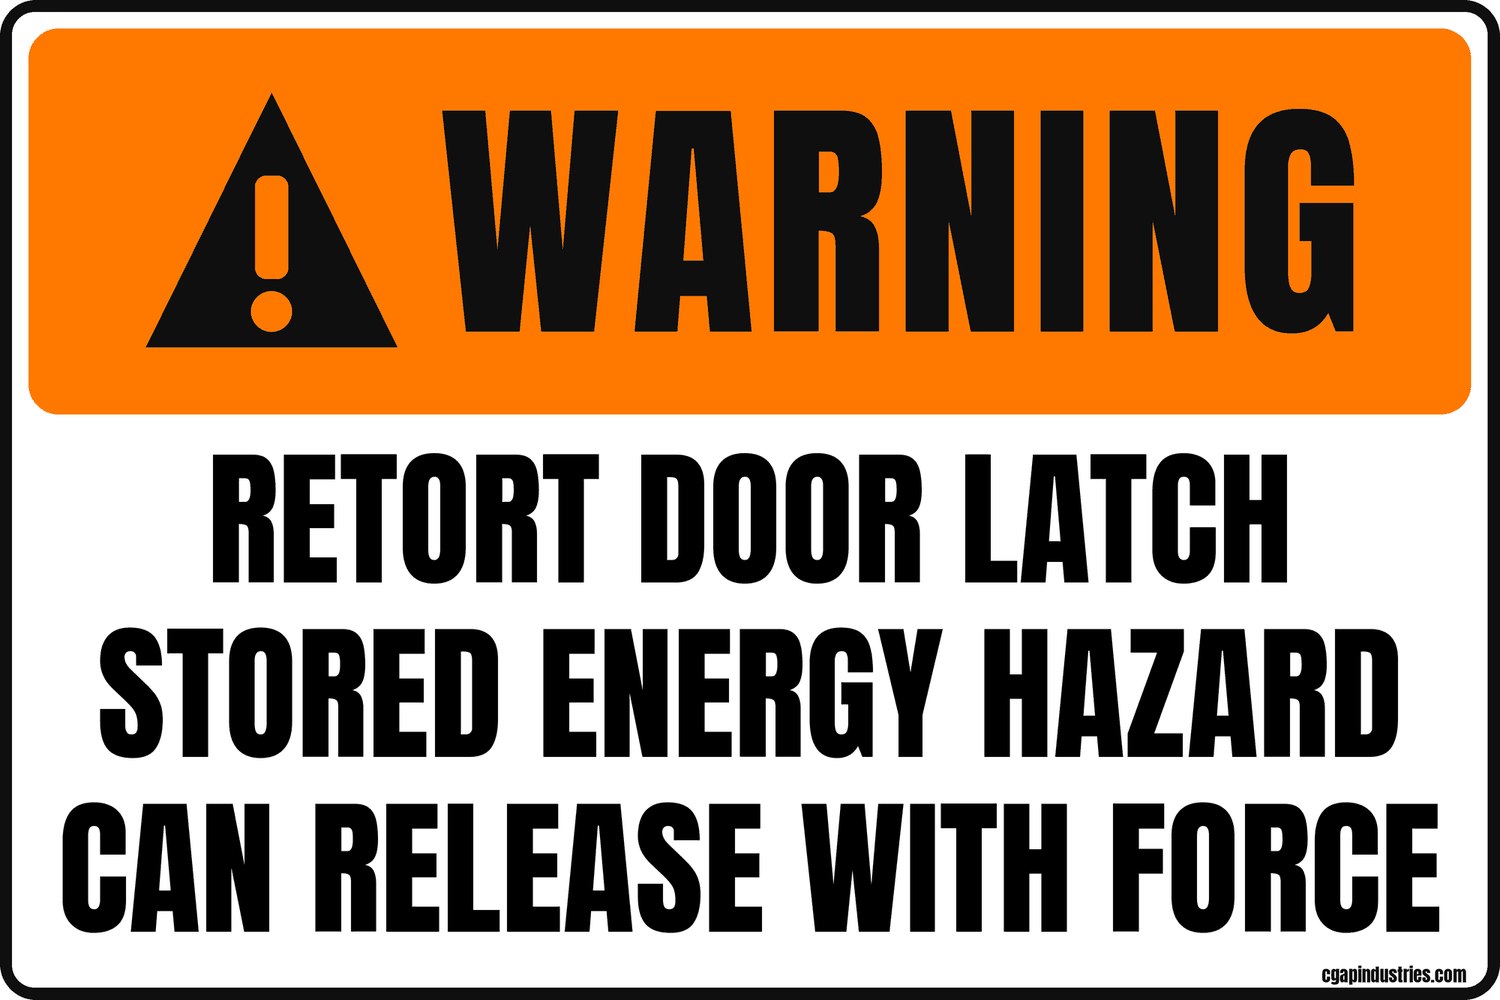 WARNING
RETORT DOOR LATCH
STORED ENERGY HAZARD
CAN RELEASE WITH FORCE
cgapindustries.com